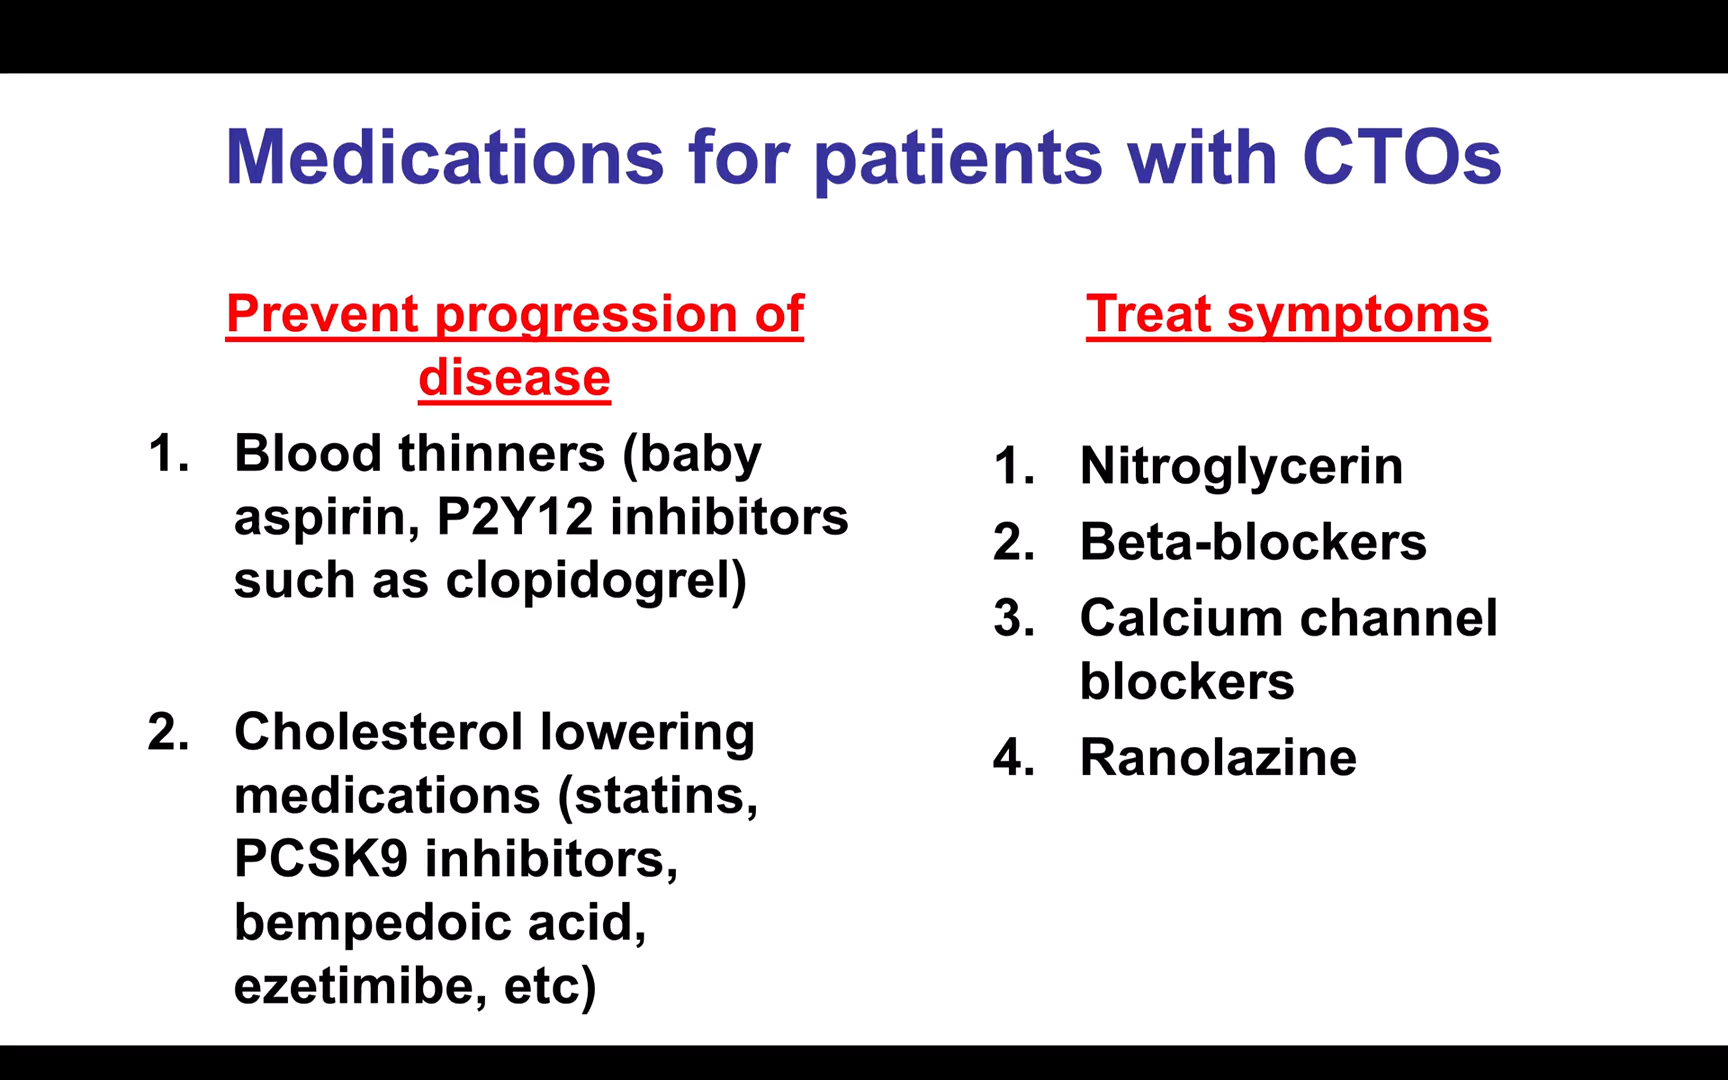 Medications for patients with CTOs
Prevent progression of
disease
1. Blood thinners (baby
aspirin, P2Y12 inhibitors
such as clopidogrel)
2. Cholesterol lowering
medications (statins,
PCSK9 inhibitors,
bempedoic acid,
ezetimibe, etc)
Treat symptoms
1. Nitroglycerin
2. Beta-blockers
3. Calcium channel
blockers
4. Ranolazine